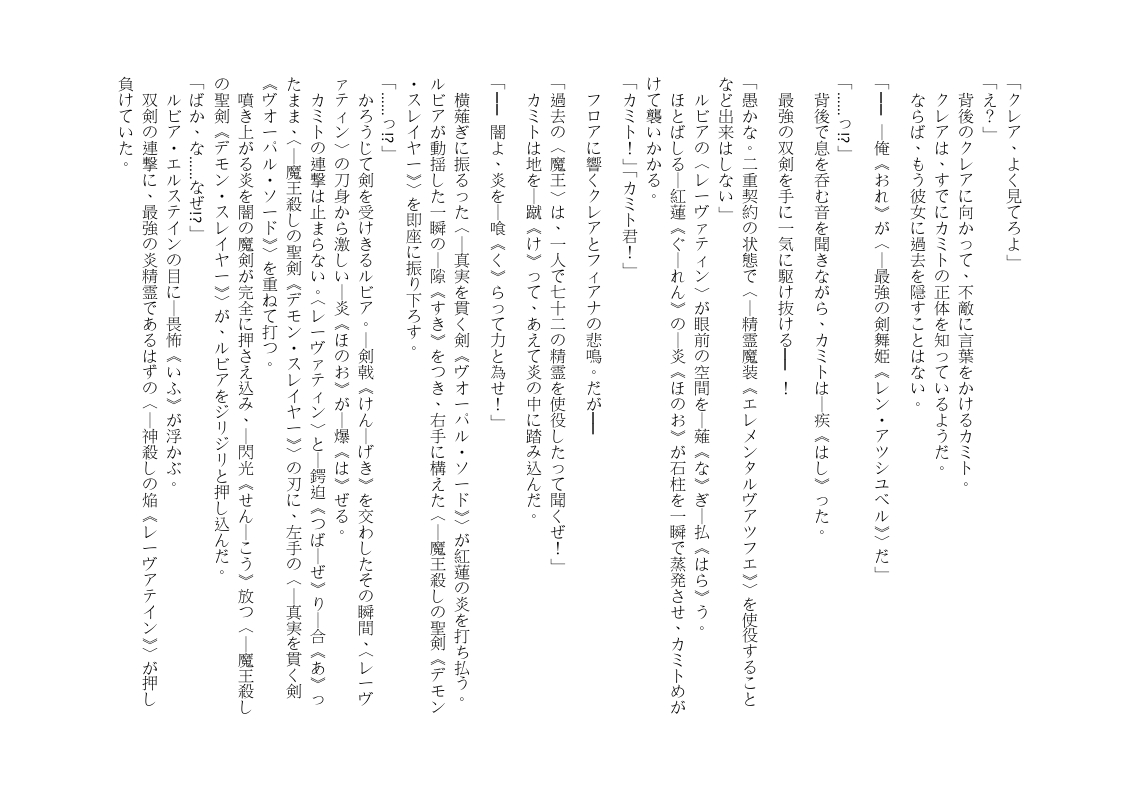 「クレア、よく見てろよ」
「え？」
　背後のクレアに向かって、不敵に言葉をかけるカミト。
　クレアは、すでにカミトの正体を知っているようだ。
　ならば、もう彼女に過去を隠すことはない。
「━━　―俺《おれ》が〈―最強の剣舞姫《レン・アツシユベル》〉だ」
「……っ!?」
　背後で息を呑む音を聞きながら、カミトは―疾《はし》った。
　最強の双剣を手に一気に駆け抜ける━━　！
「愚かな。二重契約の状態で〈―精霊魔装《エレメンタルヴアツフエ》〉を使役すること
など出来はしない」
　ルビアの〈レーヴァテイン〉が眼前の空間を―薙《な》ぎ―払《はら》う。
　ほとばしる―紅蓮《ぐ―れん》の―炎《ほのお》が石柱を一瞬で蒸発させ、カミトめが
けて襲いかかる。
「カミト！」「カミト君！」
　フロアに響くクレアとフィアナの悲鳴。だが━━
「過去の〈魔王〉は、一人で七十二の精霊を使役したって聞くぜ！」
　カミトは地を―蹴《け》って、あえて炎の中に踏み込んだ。
「━━　闇よ、炎を―喰《く》らって力と為せ！」
　横薙ぎに振るった〈―真実を貫く剣《ヴオーパル・ソード》〉が紅蓮の炎を打ち払う。
ルビアが動揺した一瞬の―隙《すき》をつき、右手に構えた〈―魔王殺しの聖剣《デモン
・スレイヤー》〉を即座に振り下ろす。
「……っ!?」
　かろうじて剣を受けきるルビア。―剣戟《けん―げき》を交わしたその瞬間、〈レーヴ
ァテイン〉の刀身から激しい―炎《ほのお》が―爆《は》ぜる。
　カミトの連撃は止まらない。〈レーヴァテイン〉と―鍔迫《つば―ぜ》り―合《あ》っ
たまま、〈―魔王殺しの聖剣《デモン・スレイヤー》〉の刃に、左手の〈―真実を貫く剣
《ヴオーパル・ソード》〉を重ねて打つ。
　噴き上がる炎を闇の魔剣が完全に押さえ込み、―閃光《せん―こう》放つ〈―魔王殺し
の聖剣《デモン・スレイヤー》〉が、ルビアをジリジリと押し込んだ。
「ばか、な……なぜ!?」
　ルビア・エルステインの目に―畏怖《いふ》が浮かぶ。
　双剣の連撃に、最強の炎精霊であるはずの〈―神殺しの焔《レーヴアテイン》〉が押し
負けていた。